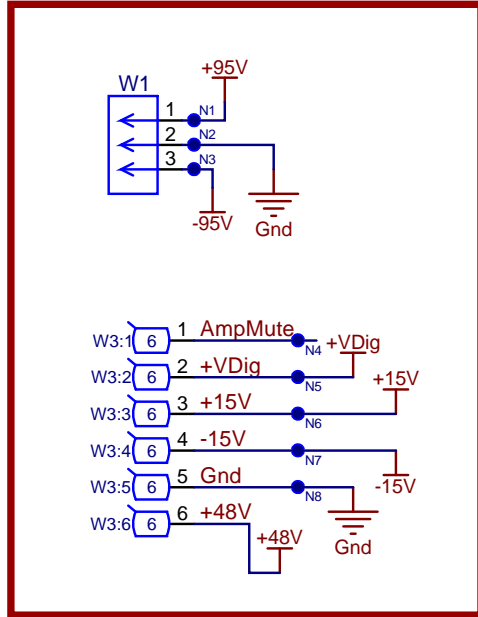 +95V
W1
1 N1
2 N2
3 N3
-95V
Gnd
W3:1 6 1 AmpMute N4 +VDig
W3:2 6 2 +VDig N5 +15V
W3:3 6 3 +15V N6
W3:4 6 4 -15V N7 -15V
W3:5 6 5 Gnd N8
W3:6 6 6 +48V Gnd
+48V